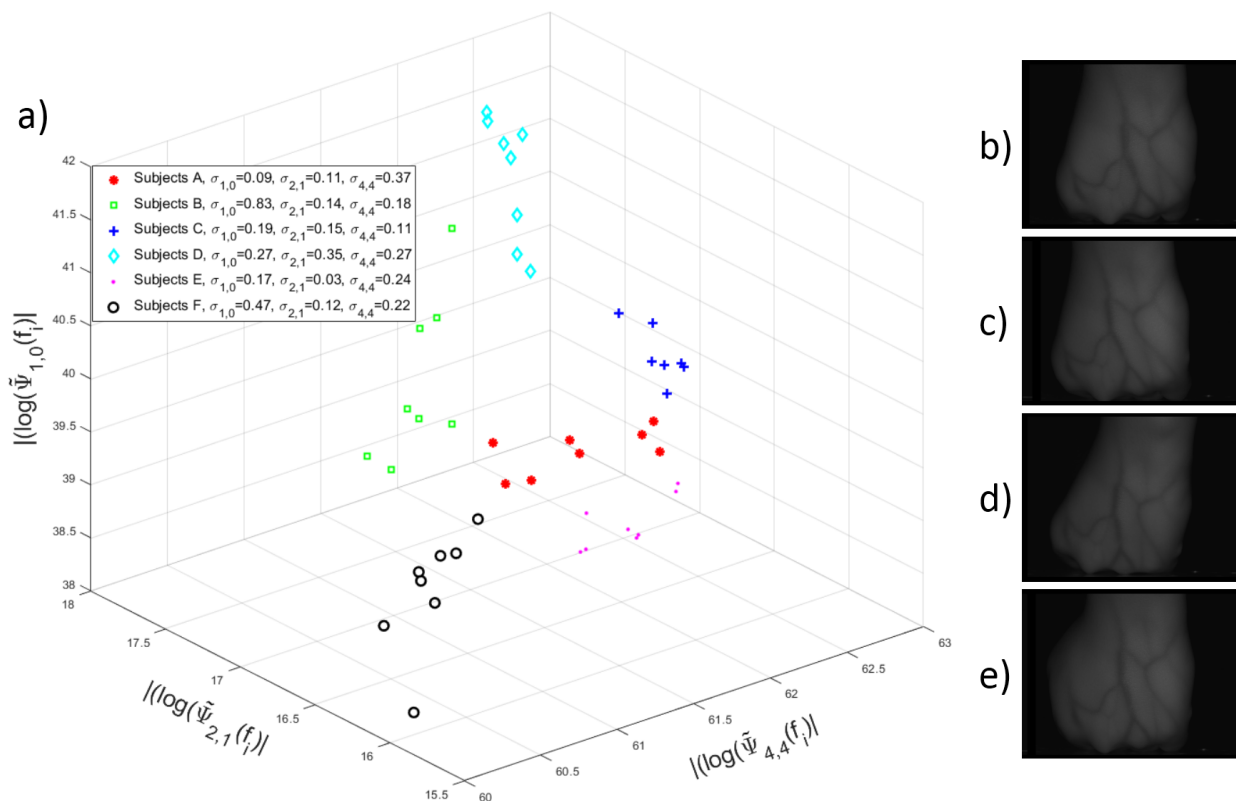 a)
Subjects A, σ1,0=0.09, σ2,1=0.11, σ4,4=0.37
Subjects B, σ1,0=0.83, σ2,1=0.14, σ4,4=0.18
Subjects C, σ1,0=0.19, σ2,1=0.15, σ4,4=0.11
Subjects D, σ1,0=0.27, σ2,1=0.35, σ4,4=0.27
Subjects E, σ1,0=0.17, σ2,1=0.03, σ4,4=0.24
Subjects F, σ1,0=0.47, σ2,1=0.12, σ4,4=0.22
|(log(Ψ̃1,0(fi)|
42
41.5
41
40.5
40
39.5
39
38.5
38
18
17.5
17
16.5
16
15.5
|(log(Ψ̃2,1(fi)|
60
60.5
61
61.5
62
62.5
63
|(log(Ψ̃4,4(fi)|
b)
c)
d)
e)